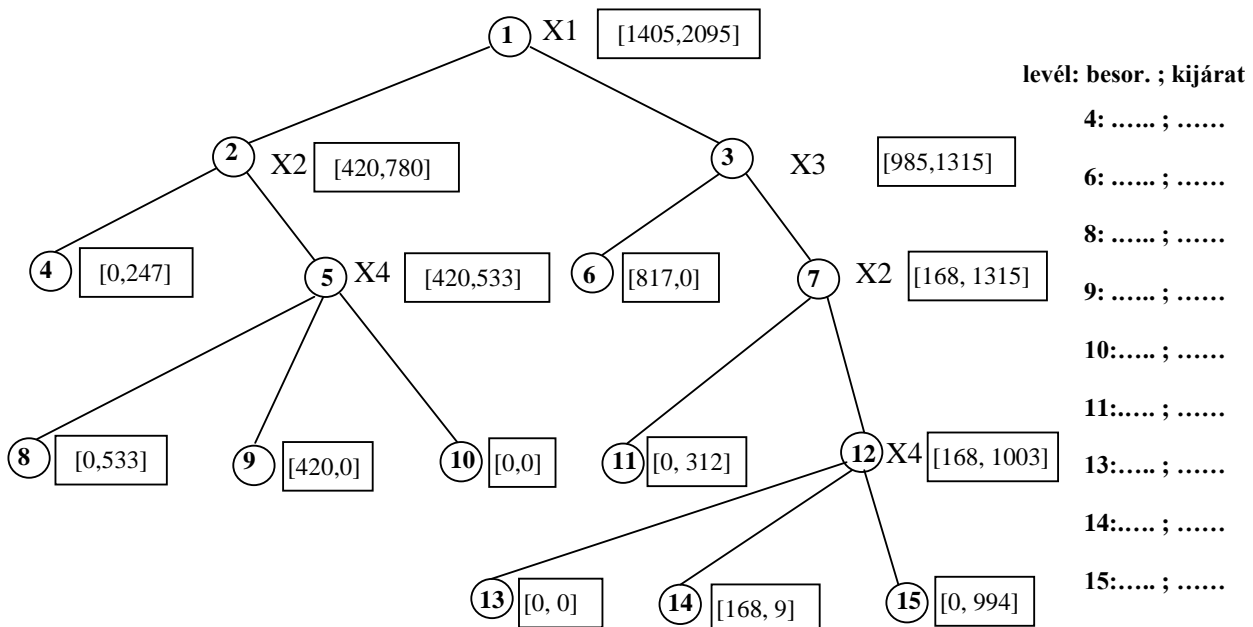 1 X1 [1405,2095]
levél: besor. ; kijárat
4: ...... ; ......
2 X2 [420,780] 3 X3 [985,1315]
6: ...... ; ......
8: ...... ; ......
4 [0,247] 5 X4 [420,533] 6 [817,0] 7 X2 [168, 1315]
9: ...... ; ......
10:..... ; ......
11:..... ; ......
8 [0,533] 9 [420,0] 10 [0,0] 11 [0, 312] 12 X4 [168, 1003]
13:..... ; ......
14:..... ; ......
13 [0, 0] 14 [168, 9] 15 [0, 994]
15:..... ; ......